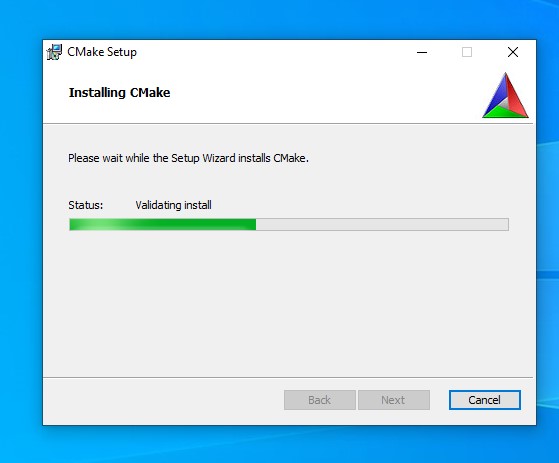 CMake Setup
Installing CMake
Please wait while the Setup Wizard installs CMake.
Status: Validating install
Back Next Cancel